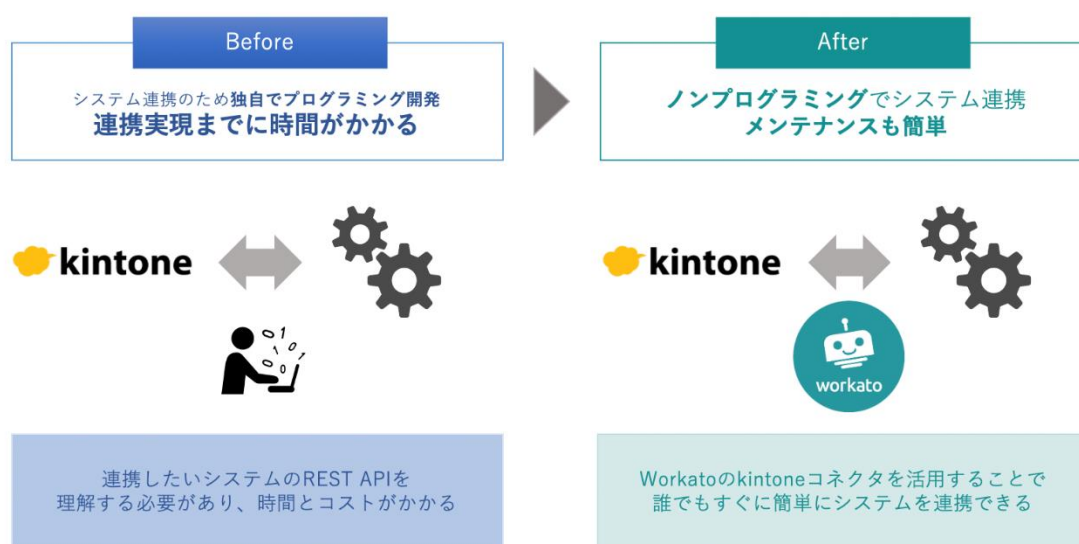 Before
システム連携のため独自でプログラミング開発
連携実現までに時間がかかる
kintone
0101
010
1
0
連携したいシステムのREST APIを
理解する必要があり、時間とコストがかかる
After
ノンプログラミングでシステム連携
メンテナンスも簡単
kintone
workato
Workatoのkintoneコネクタを活用することで
誰でもすぐに簡単にシステムを連携できる